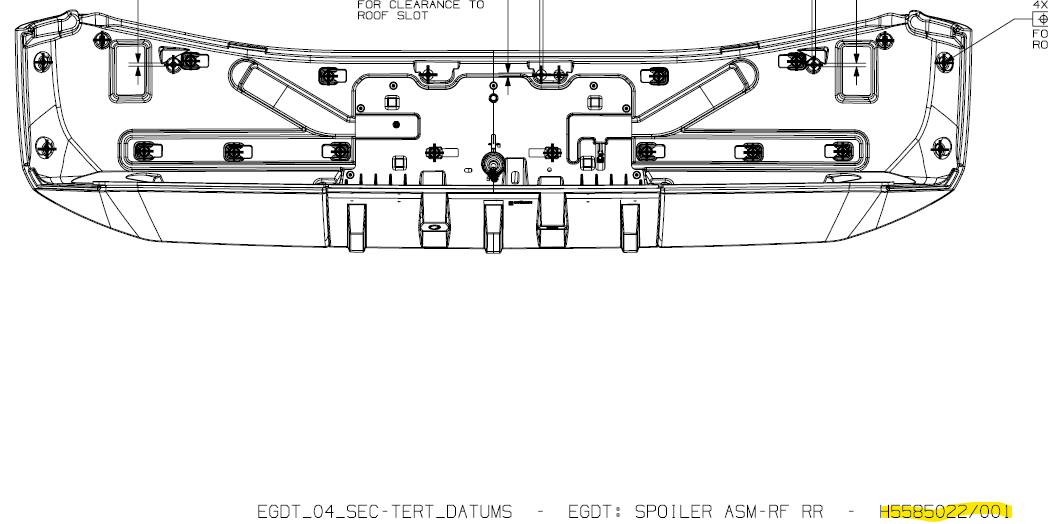 FOR CLEARANCE TO
ROOF SLOT
4X
FO
RO
EGDT_04_SEC-TERT_DATUMS - EGDT: SPOILER ASM-RF RR - H5585022/001